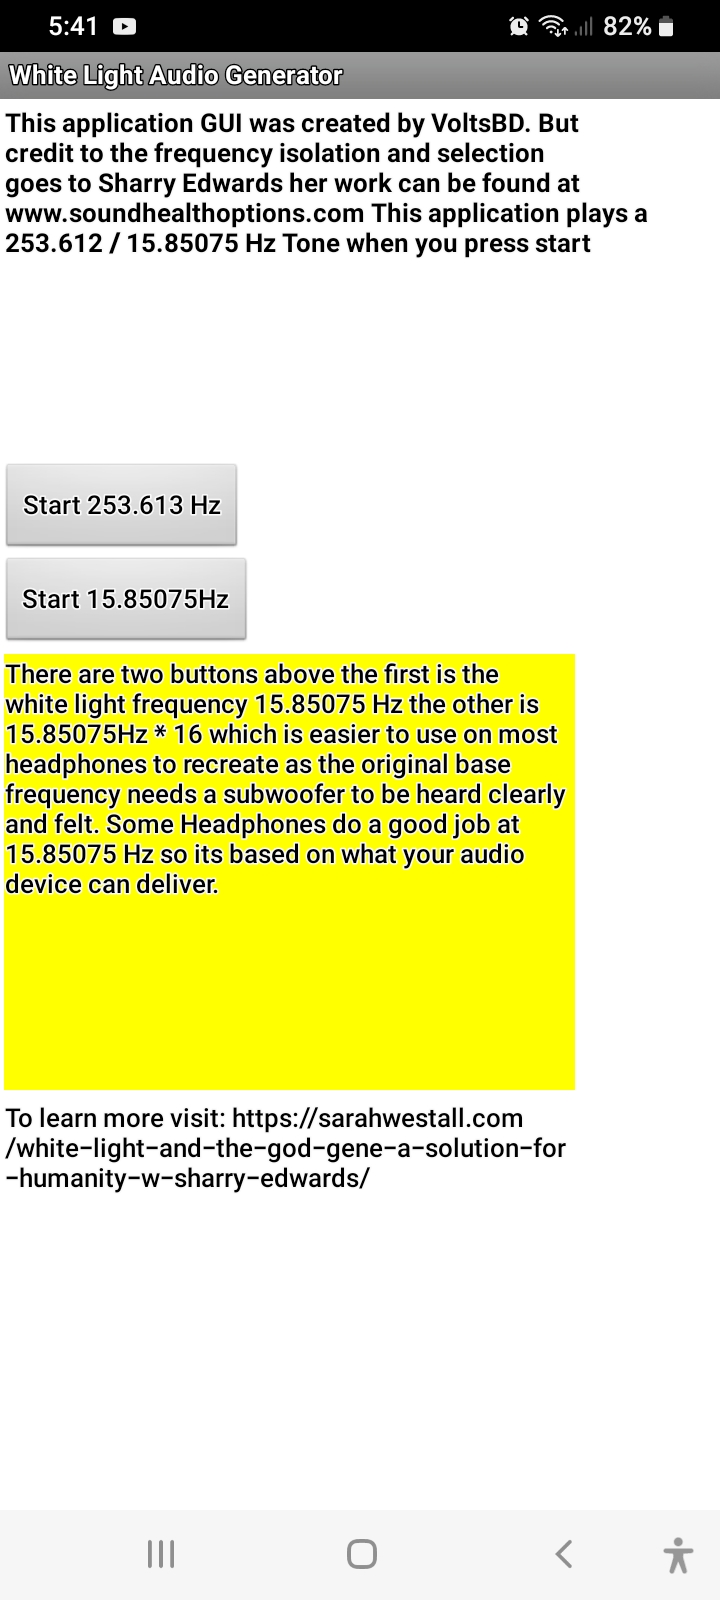 5:41
82%
White Light Audio Generator
This application GUI was created by VoltsBD. But
credit to the frequency isolation and selection
goes to Sharry Edwards her work can be found at
www.soundhealthoptions.com This application plays a
253.612 / 15.85075 Hz Tone when you press start
Start 253.613 Hz
Start 15.85075Hz
There are two buttons above the first is the
white light frequency 15.85075 Hz the other is
15.85075Hz * 16 which is easier to use on most
headphones to recreate as the original base
frequency needs a subwoofer to be heard clearly
and felt. Some Headphones do a good job at
15.85075 Hz so its based on what your audio
device can deliver.
To learn more visit: https://sarahwestall.com
/white-light-and-the-god-gene-a-solution-for
-humanity-w-sharry-edwards/